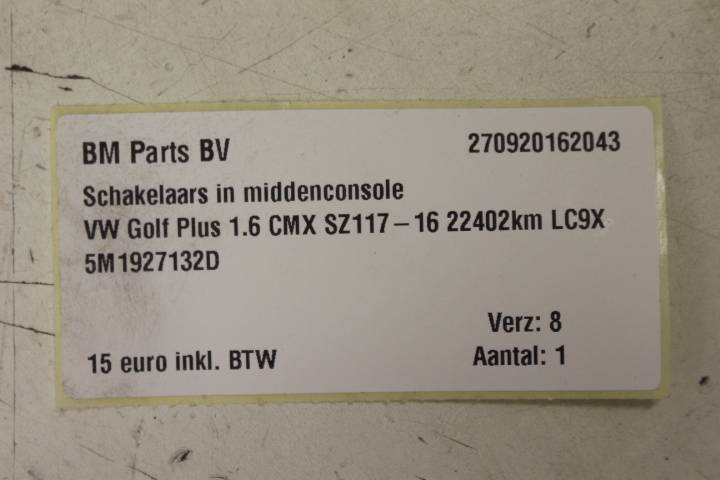 BM Parts BV 270920162043
Schakelaars in middenconsole
VW Golf Plus 1.6 CMX SZ117 – 16 22402km LC9X
5M1927132D
Verz: 8
15 euro inkl. BTW Aantal: 1